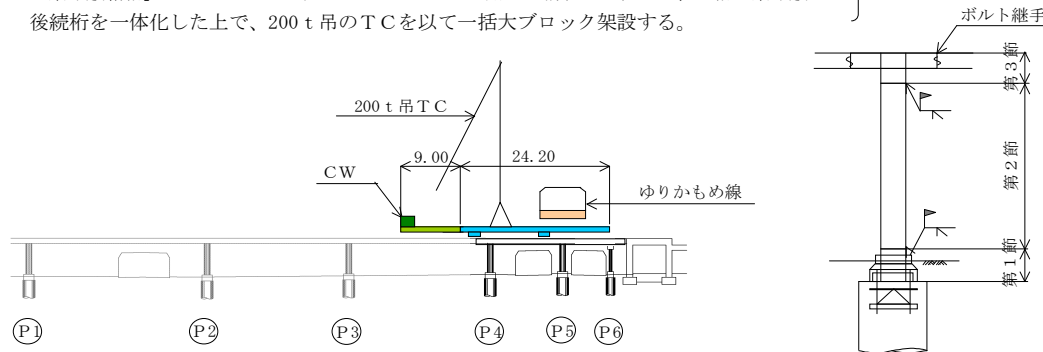 後続桁を一体化した上で、200ｔ吊のＴＣを以て一括大ブロック架設する。
ボルト継手
200ｔ吊ＴＣ
9.00
24.20
ＣＷ
ゆりかもめ線
第３節
第２節
第１節
P1
P2
P3
P4
P5
P6